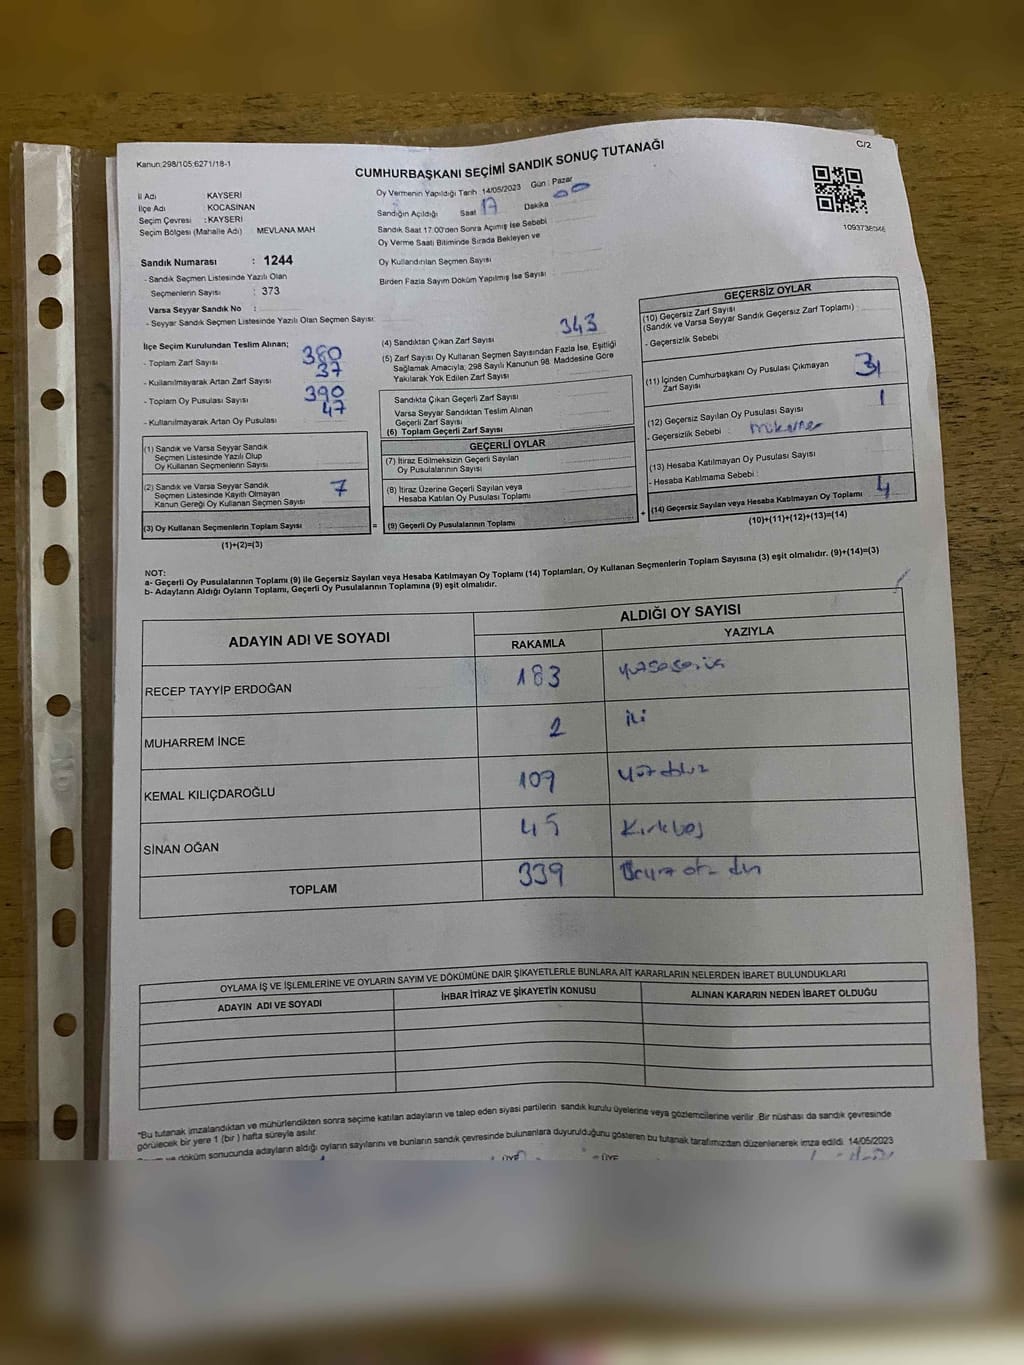 Kanun:298/105:6271/18-1
C/2
CUMHURBAŞKANI SEÇİMİ SANDIK SONUÇ TUTANAĞI
İl Adı : KAYSERİ
İlçe Adı : KOCASİNAN
Seçim Çevresi : KAYSERİ
Seçim Bölgesi (Mahalle Adı) MEVLANA MAH
Sandık Numarası : 1244
- Sandık Seçmen Listesinde Yazılı Olan
Seçmenlerin Sayısı : 373
Varsa Seyyar Sandık No :
- Seyyar Sandık Seçmen Listesinde Yazılı Olan Seçmen Sayısı:
Oy Vermenin Yapıldığı Tarih :14/05/2023 Gün : Pazar
Sandığın Açıldığı Saat 17 Dakika 00
Sandık Saat 17:00'den Sonra Açımış İse Sebebi
Oy Verme Saati Bitiminde Sırada Bekleyen ve
Oy Kullandırılan Seçmen Sayısı
Birden Fazla Sayım Döküm Yapılmış İse Sayısı
İlçe Seçim Kurulundan Teslim Alınan;
- Toplam Zarf Sayısı 380
- Kullanılmayarak Artan Zarf Sayısı 37
- Toplam Oy Pusulası Sayısı 390
- Kullanılmayarak Artan Oy Pusulası 47
(1) Sandık ve Varsa Seyyar Sandık
Seçmen Listesinde Yazılı Olup
Oy Kullanan Seçmenlerin Sayısı
(2) Sandık ve Varsa Seyyar Sandık
Seçmen Listesinde Kayıtlı Olmayan
Kanun Gereği Oy Kullanan Seçmen Sayısı 7
(3) Oy Kullanan Seçmenlerin Toplam Sayısı =
(1)+(2)=(3)
(4) Sandıktan Çıkan Zarf Sayısı 343
(5) Zarf Sayısı Oy Kullanan Seçmen Sayısından Fazla İse, Eşitliği
Sağlamak Amacıyla; 298 Sayılı Kanunun 98. Maddesine Göre
Yakılarak Yok Edilen Zarf Sayısı
Sandıkta Çıkan Geçerli Zarf Sayısı
Varsa Seyyar Sandıktan Teslim Alınan
Geçerli Zarf Sayısı
(6) Toplam Geçerli Zarf Sayısı
GEÇERLİ OYLAR
(7) İtiraz Edilmeksizin Geçerli Sayılan
Oy Pusulalarının Sayısı
(8) İtiraz Üzerine Geçerli Sayılan veya
Hesaba Katılan Oy Pusulası Toplamı
(9) Geçerli Oy Pusulalarının Toplamı +
GEÇERSİZ OYLAR
(10) Geçersiz Zarf Sayısı
(Sandık ve Varsa Seyyar Sandık Geçersiz Zarf Toplamı)
- Geçersizlik Sebebi
(11) İçinden Cumhurbaşkanı Oy Pusulası Çıkmayan
Zarf Sayısı 3
(12) Geçersiz Sayılan Oy Pusulası Sayısı 1
- Geçersizlik Sebebi :
(13) Hesaba Katılmayan Oy Pusulası Sayısı
- Hesaba Katılmama Sebebi :
(14) Geçersiz Sayılan veya Hesaba Katılmayan Oy Toplamı 4
(10)+(11)+(12)+(13)=(14)
NOT:
a- Geçerli Oy Pusulalarının Toplamı (9) ile Geçersiz Sayılan veya Hesaba Katılmayan Oy Toplamı (14) Toplamları, Oy Kullanan Seçmenlerin Toplam Sayısına (3) eşit olmalıdır. (9)+(14)=(3)
b- Adayların Aldığı Oyların Toplamı, Geçerli Oy Pusulalarının Toplamına (9) eşit olmalıdır.
ADAYIN ADI VE SOYADI
ALDIĞI OY SAYISI
RAKAMLA YAZIYLA
RECEP TAYYİP ERDOĞAN 183
MUHARREM İNCE 2 iki
KEMAL KILIÇDAROĞLU 109
SİNAN OĞAN 45 Kırkbeş
TOPLAM 339
OYLAMA İŞ VE İŞLEMLERİNE VE OYLARIN SAYIM VE DÖKÜMÜNE DAİR ŞİKAYETLERLE BUNLARA AİT KARARLARIN NELERDEN İBARET BULUNDUKLARI
ADAYIN ADI VE SOYADI İHBAR İTİRAZ VE ŞİKAYETİN KONUSU ALINAN KARARIN NEDEN İBARET OLDUĞU
*Bu tutanak imzalandıktan ve mühürlendikten sonra seçime katılan adayların ve talep eden siyasi partilerin sandık kurulu üyelerine veya gözlemcilerine verilir. Bir nüshası da sandık çevresinde
görülecek bir yere 1 (bir) hafta süreyle asılır.
ve döküm sonucunda adayların aldığı oyların sayılarını ve bunların sandık çevresinde bulunanlara duyurulduğunu gösteren bu tutanak tarafımızdan düzenlenerek imza edildi. 14/05/2023
ÜYE ÜYE